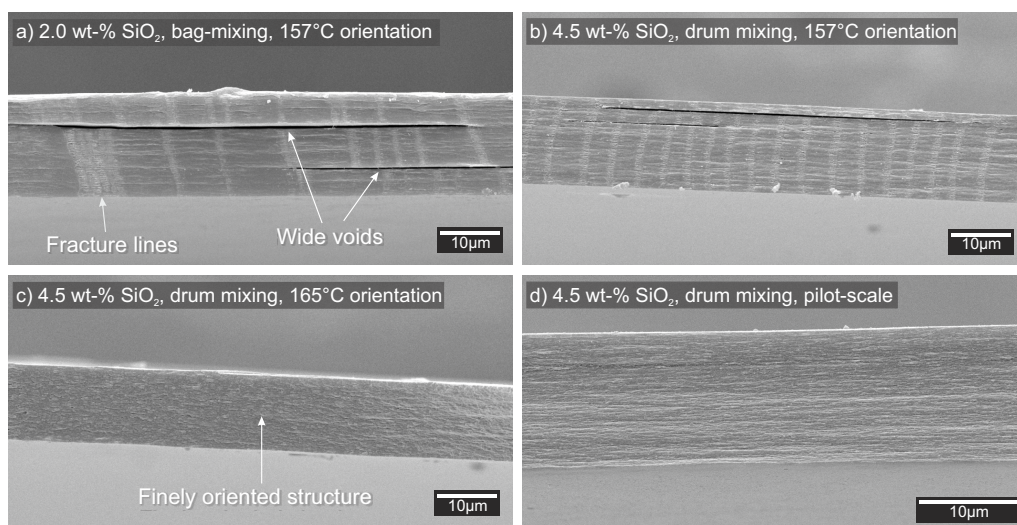 a) 2.0 wt-% SiO₂, bag-mixing, 157°C orientation
Fracture lines
Wide voids
10µm
b) 4.5 wt-% SiO₂, drum mixing, 157°C orientation
10µm
c) 4.5 wt-% SiO₂, drum mixing, 165°C orientation
Finely oriented structure
10µm
d) 4.5 wt-% SiO₂, drum mixing, pilot-scale
10µm